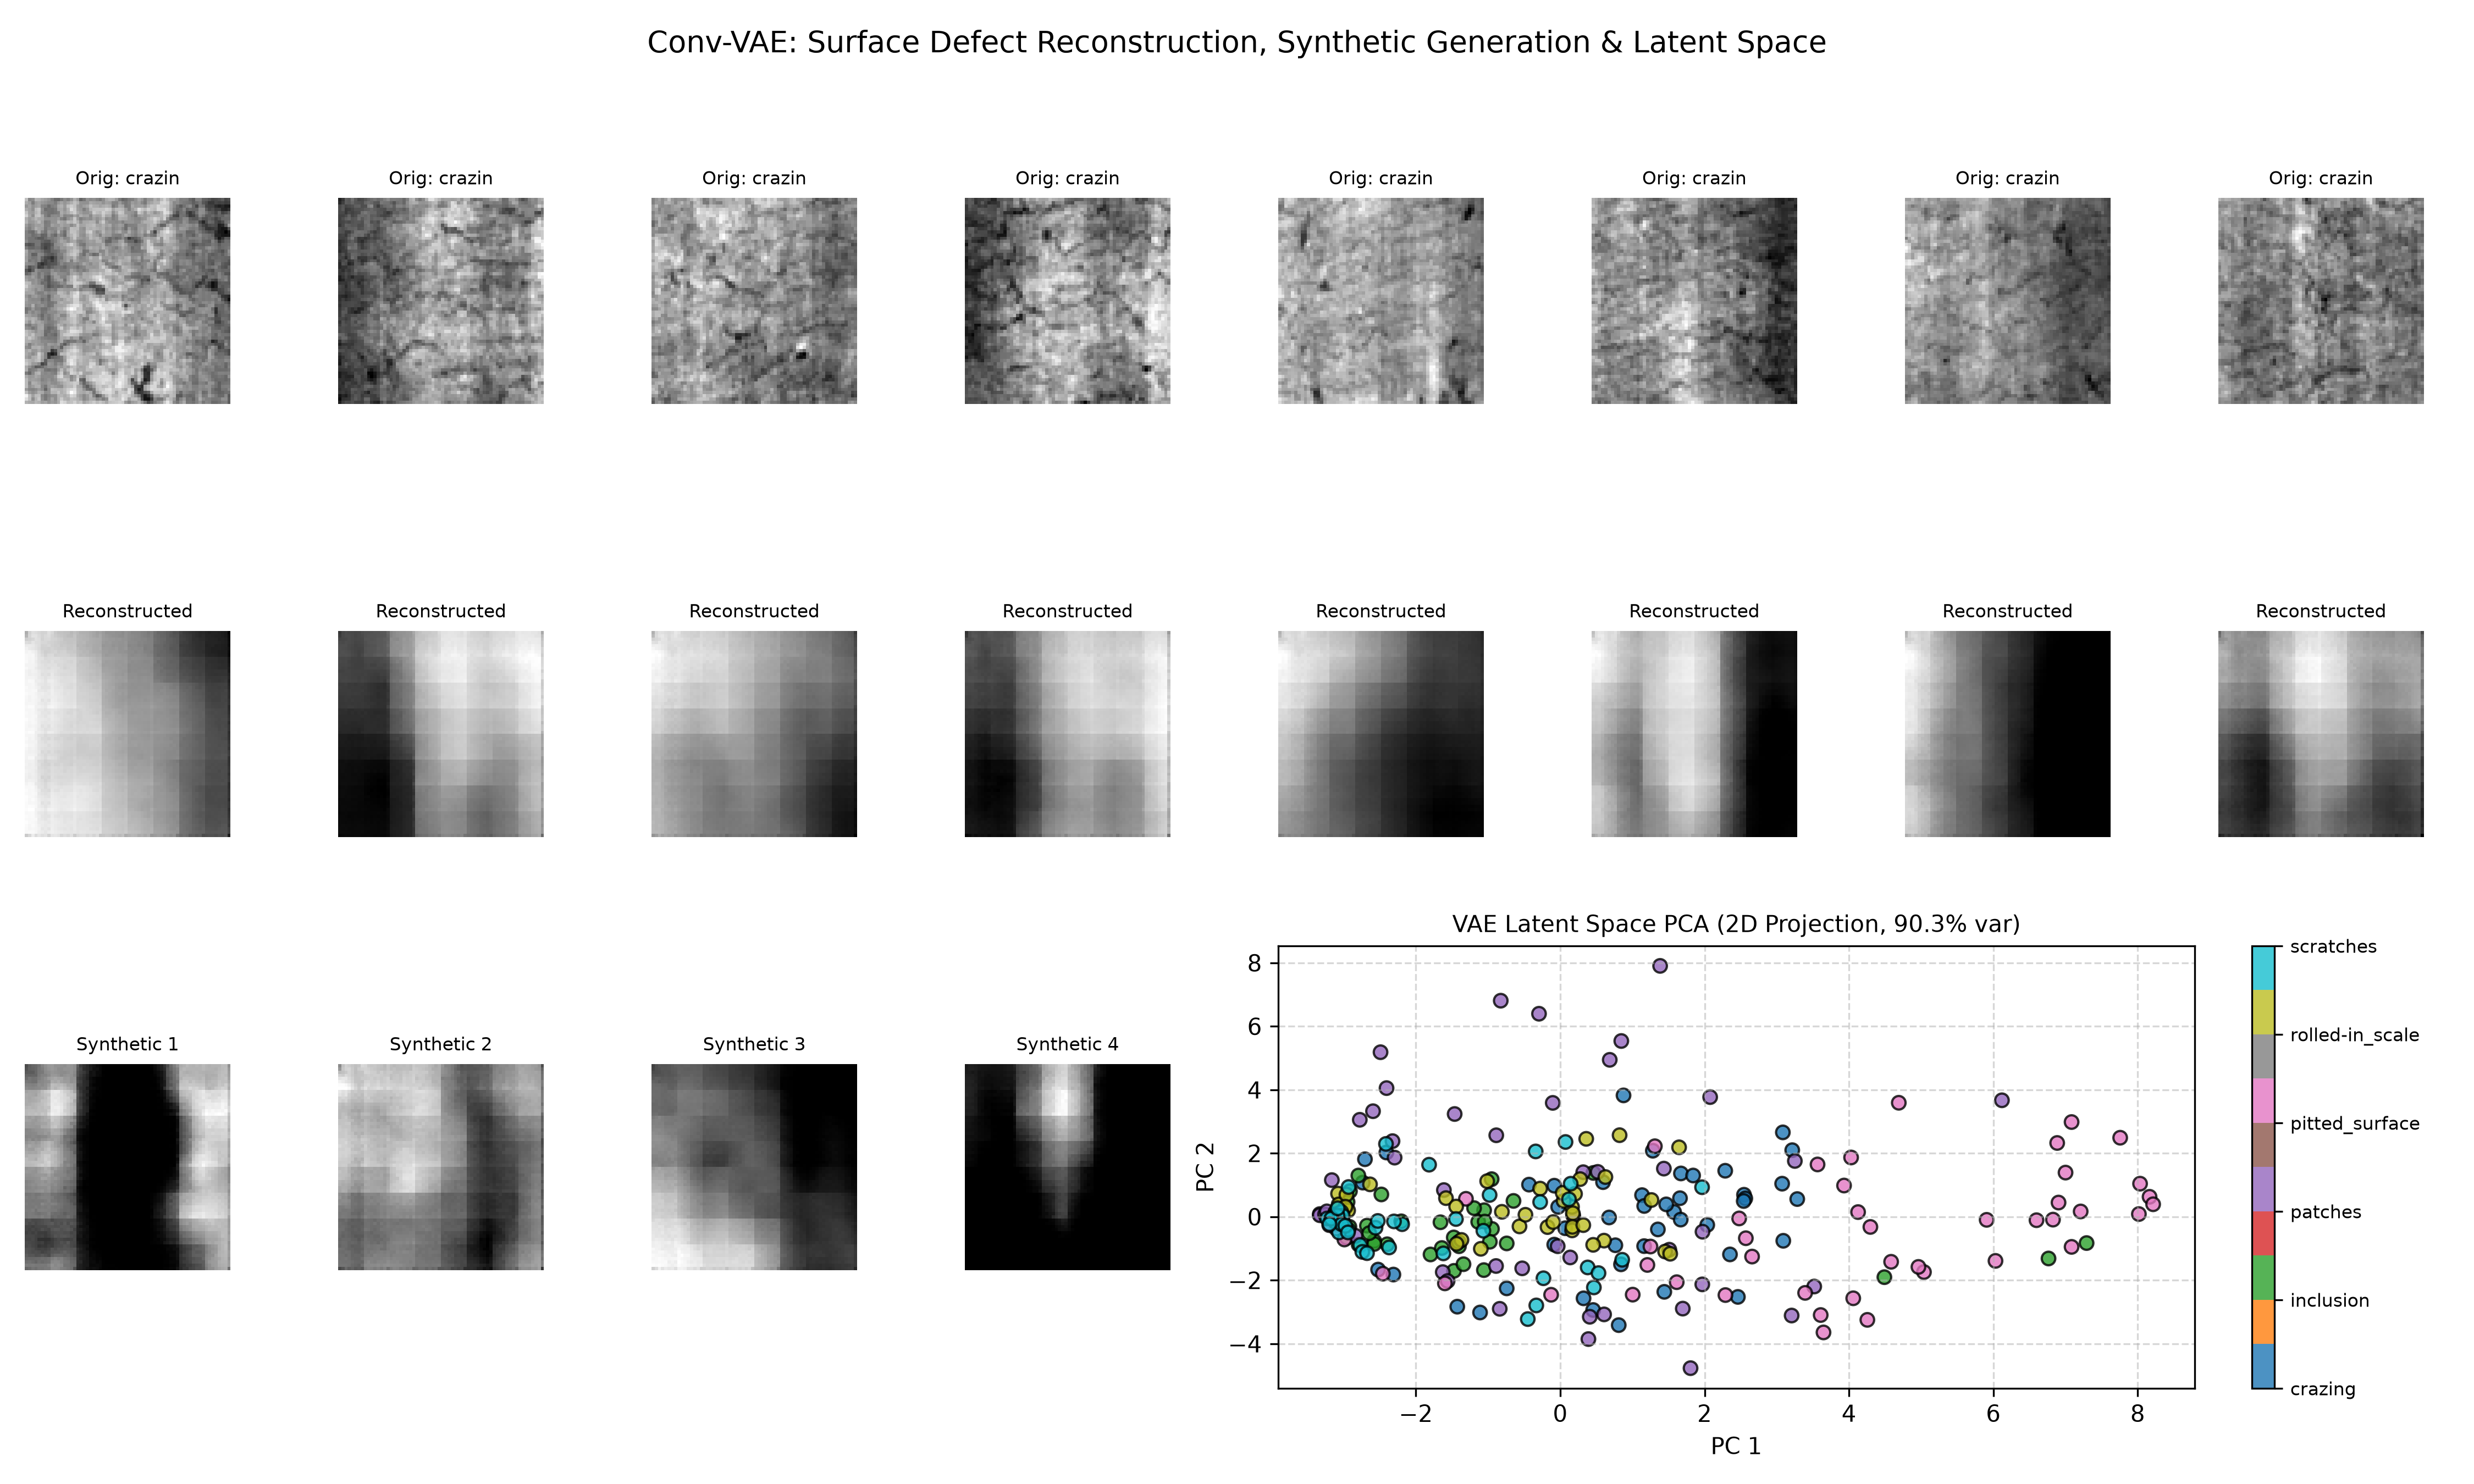 Conv-VAE: Surface Defect Reconstruction, Synthetic Generation & Latent Space
Orig: crazin
Orig: crazin
Orig: crazin
Orig: crazin
Orig: crazin
Orig: crazin
Orig: crazin
Orig: crazin
Reconstructed
Reconstructed
Reconstructed
Reconstructed
Reconstructed
Reconstructed
Reconstructed
Reconstructed
Synthetic 1
Synthetic 2
Synthetic 3
Synthetic 4
VAE Latent Space PCA (2D Projection, 90.3% var)
PC 2
8
6
4
2
0
−2
−4
−2
0
2
4
6
8
PC 1
scratches
rolled-in_scale
pitted_surface
patches
inclusion
crazing